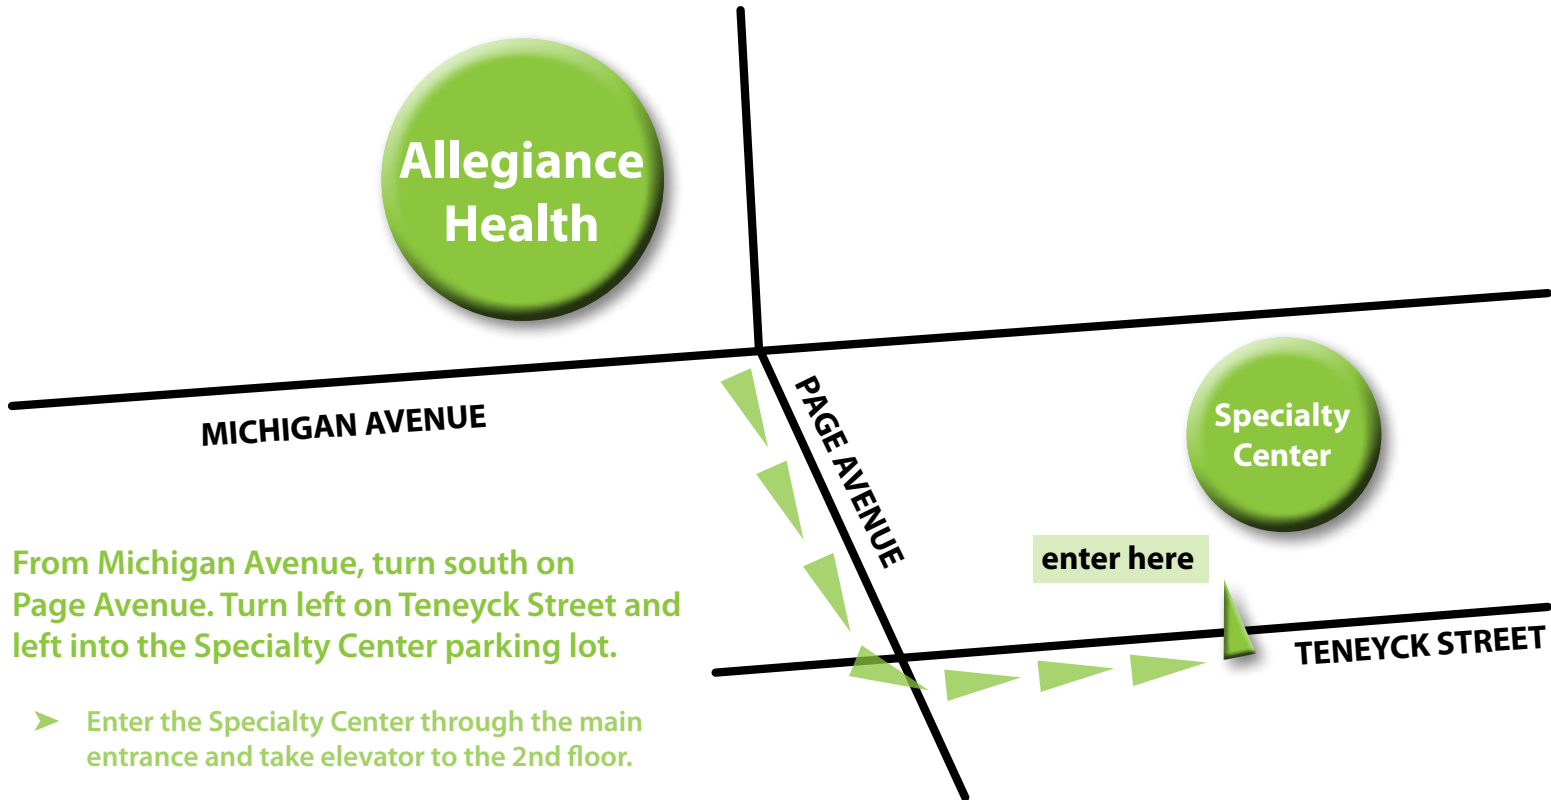 Allegiance
Health
MICHIGAN AVENUE
PAGE AVENUE
Specialty
Center
enter here
TENEYCK STREET
From Michigan Avenue, turn south on
Page Avenue. Turn left on Teneyck Street and
left into the Specialty Center parking lot.
➤ Enter the Specialty Center through the main
entrance and take elevator to the 2nd floor.